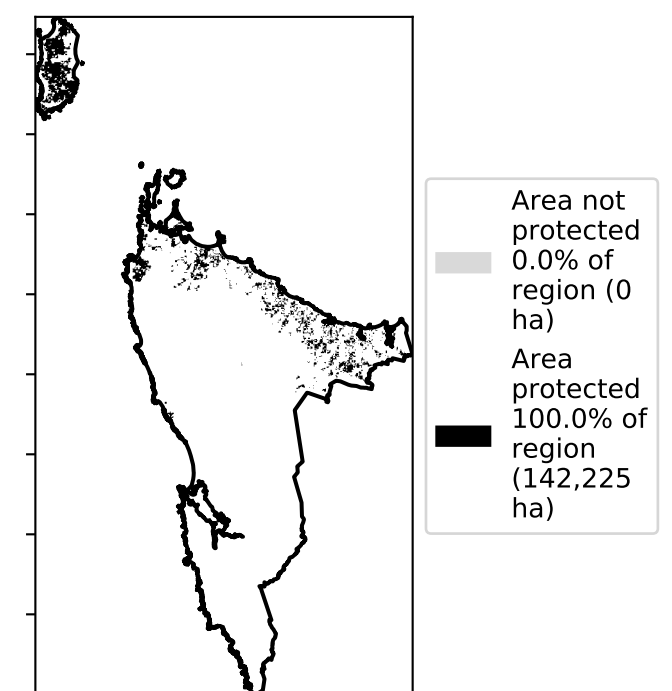 Area not
protected
0.0% of
region (0
ha)
Area
protected
100.0% of
region
(142,225
ha)